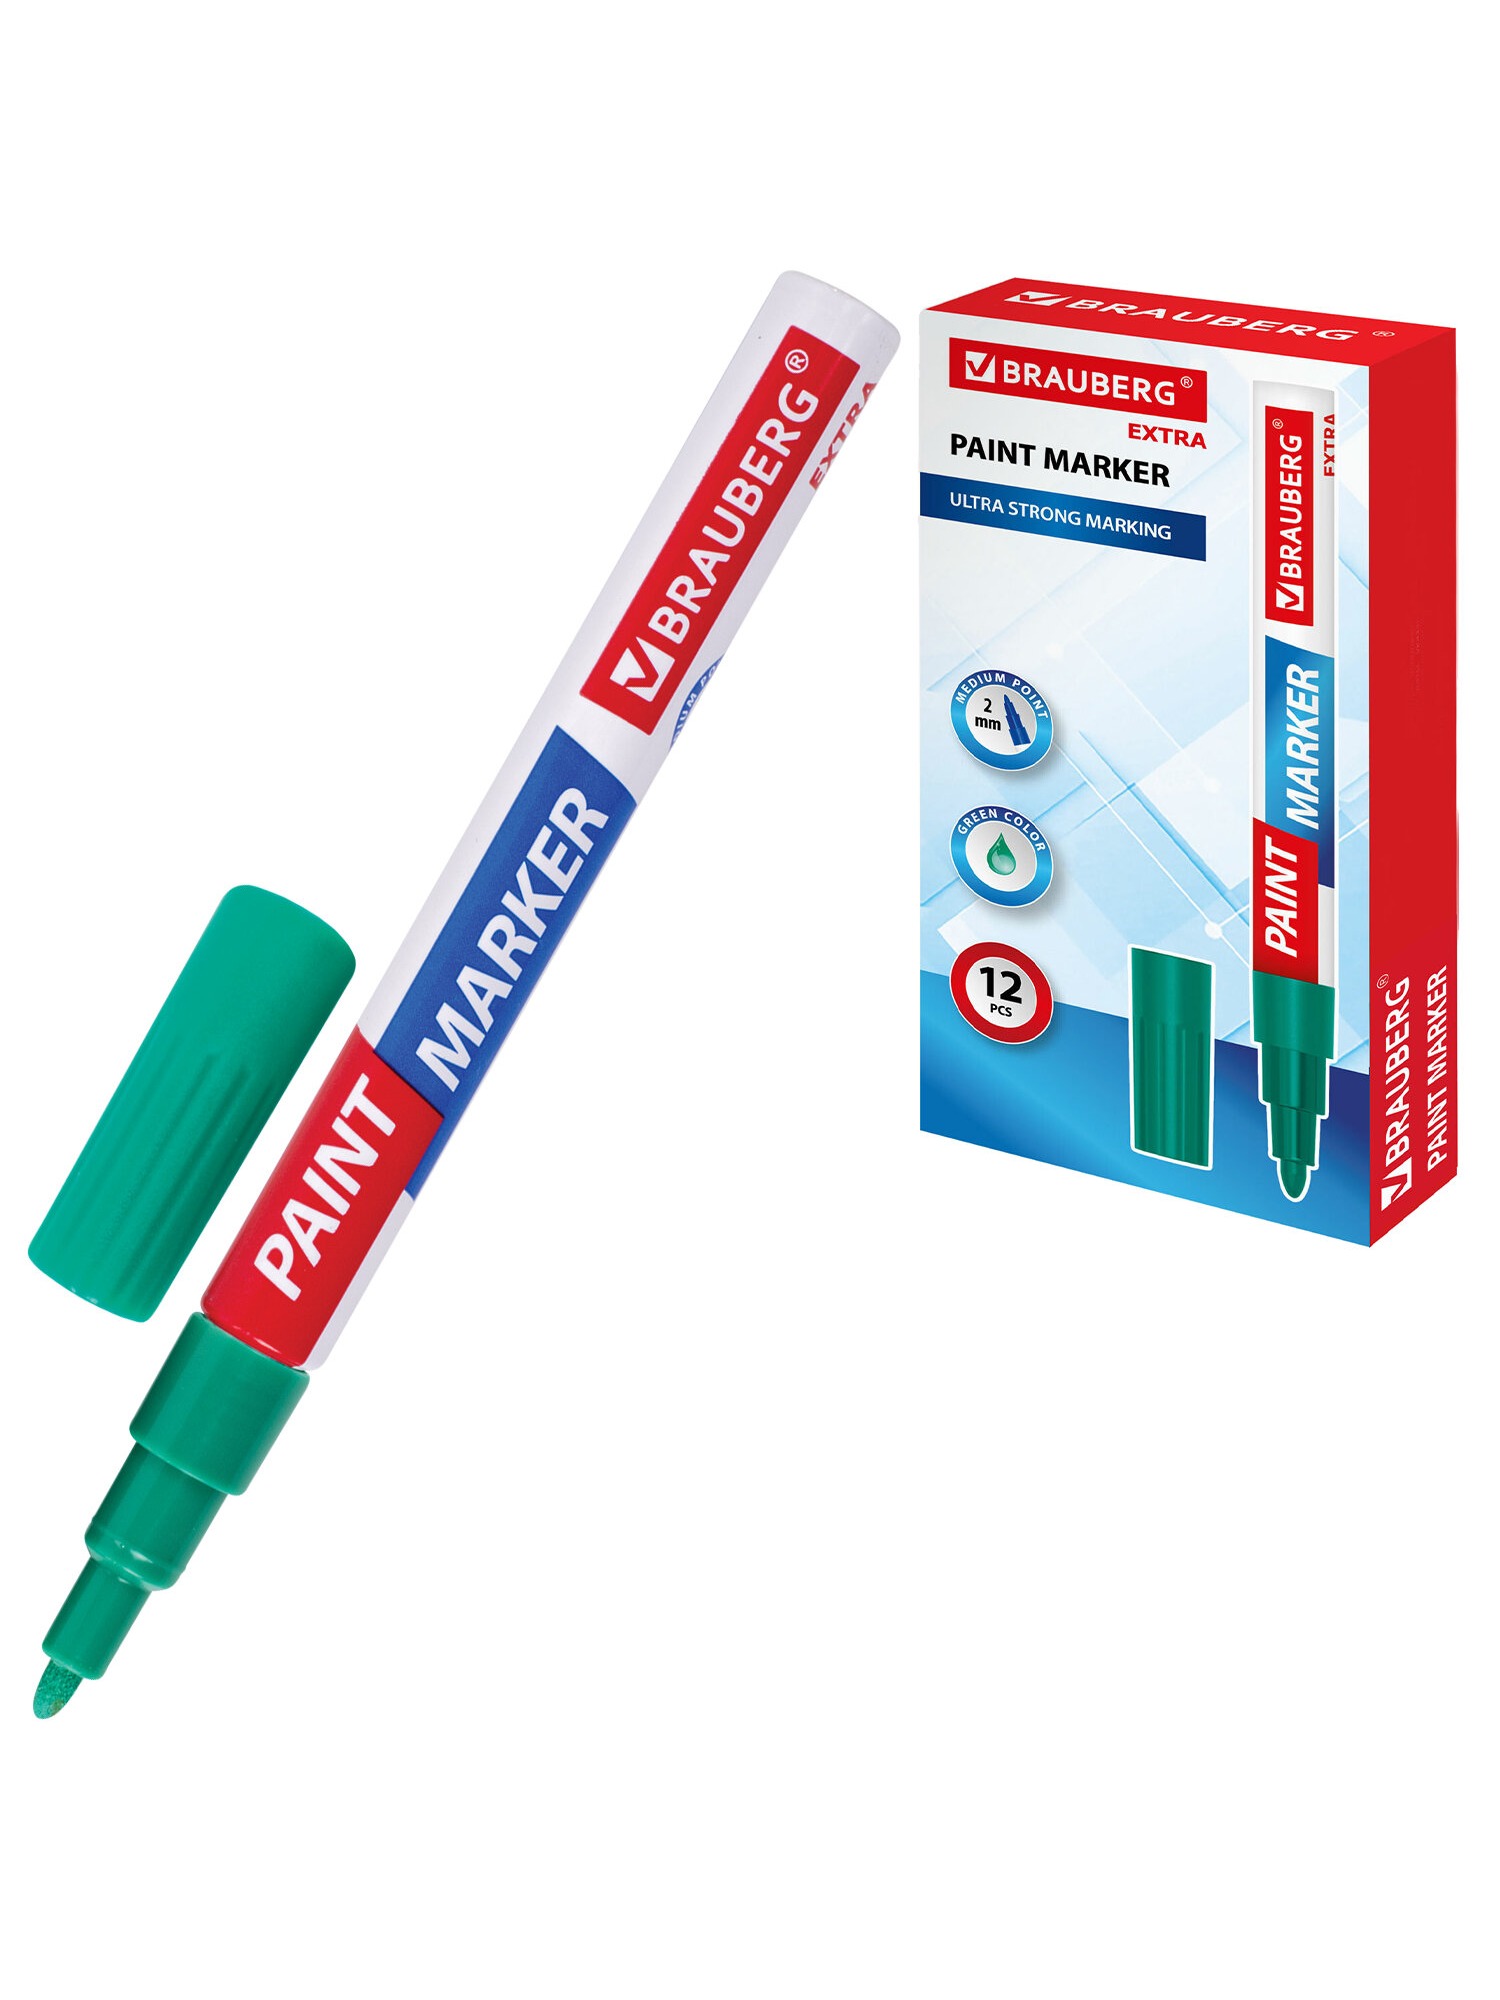 BRAUBERG®
EXTRA
MARKER
PAINT
BRAUBERG®
BRAUBERG®
EXTRA
PAINT MARKER
ULTRA STRONG MARKING
MEDIUM POINT
2
mm
GREEN COLOR
12
PCS
BRAUBERG®
EXTRA
MARKER
PAINT
BRAUBERG®
PAINT MARKER